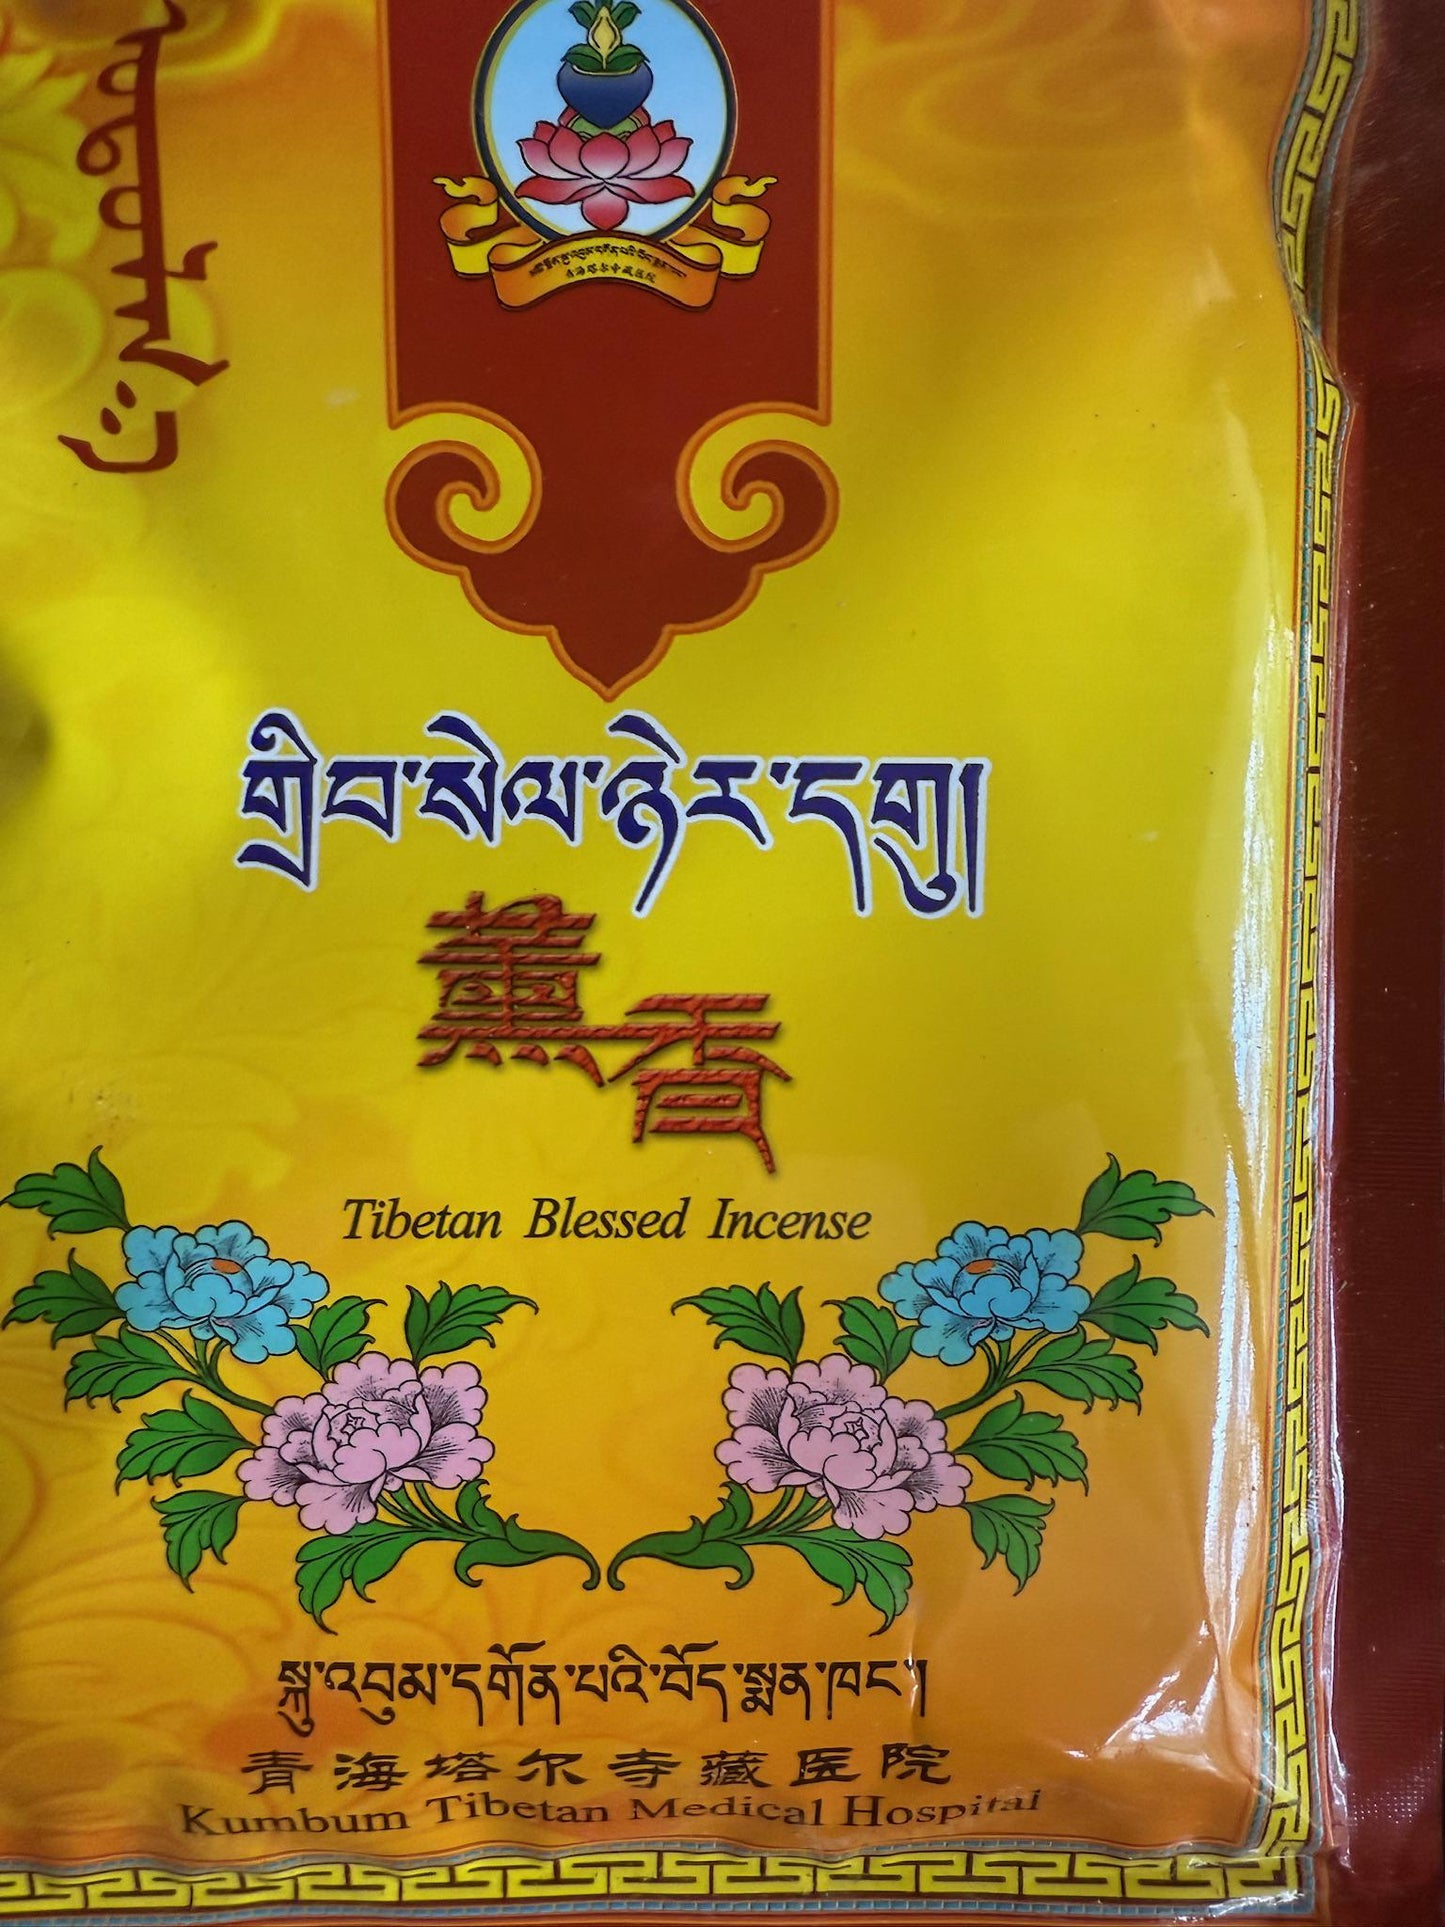 གྲིབ་སེལ་ཉེར་དགུ།
薰香
Tibetan Blessed Incense
སྐུ་འབུམ་དགོན་པའི་བོད་སྨན་ཁང་།
青海塔尔寺藏医院
Kumbum Tibetan Medical Hospital